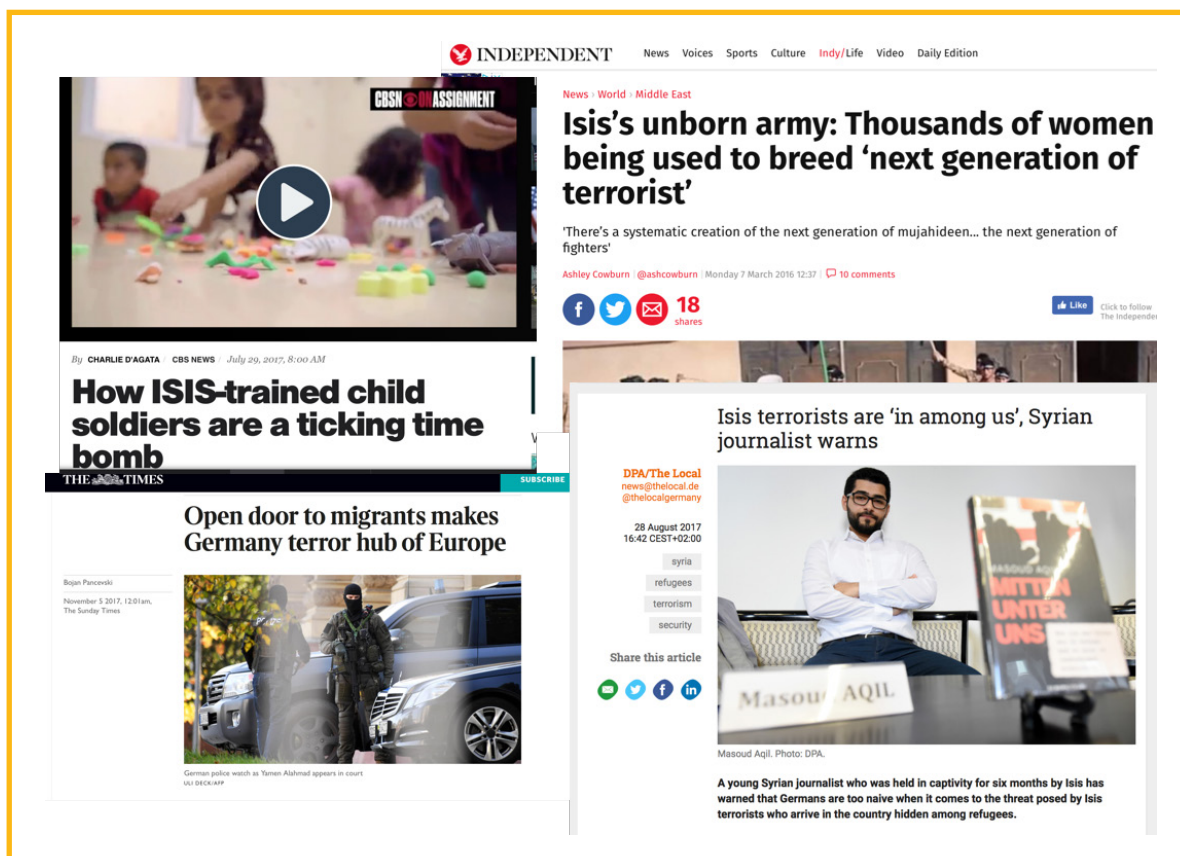 INDEPENDENT
News Voices Sports Culture Indy/Life Video Daily Edition
CBSN ON ASSIGNMENT
By CHARLIE D'AGATA / CBS NEWS / July 29, 2017, 8:00 AM
How ISIS-trained child
soldiers are a ticking time
bomb
News › World › Middle East
Isis's unborn army: Thousands of women
being used to breed 'next generation of
terrorist'
'There's a systematic creation of the next generation of mujahideen... the next generation of
fighters'
Ashley Cowburn | @ashcowburn | Monday 7 March 2016 12:37 | 10 comments
18
shares
Like
Click to follow
The Independen
THE TIMES
SUBSCRIBE
Open door to migrants makes
Germany terror hub of Europe
Bojan Pancevski
November 5 2017, 12:01am,
The Sunday Times
German police watch as Yamen Alahmad appears in court
ULI DECK/AFP
Isis terrorists are 'in among us', Syrian
journalist warns
DPA/The Local
news@thelocal.de
@thelocalgermany
28 August 2017
16:42 CEST+02:00
syria
refugees
terrorism
security
Share this article
MASOUD AQIL
MITTEN
UNTER
UNS
Masoud AQIL
Masoud Aqil. Photo: DPA.
A young Syrian journalist who was held in captivity for six months by Isis has
warned that Germans are too naive when it comes to the threat posed by Isis
terrorists who arrive in the country hidden among refugees.